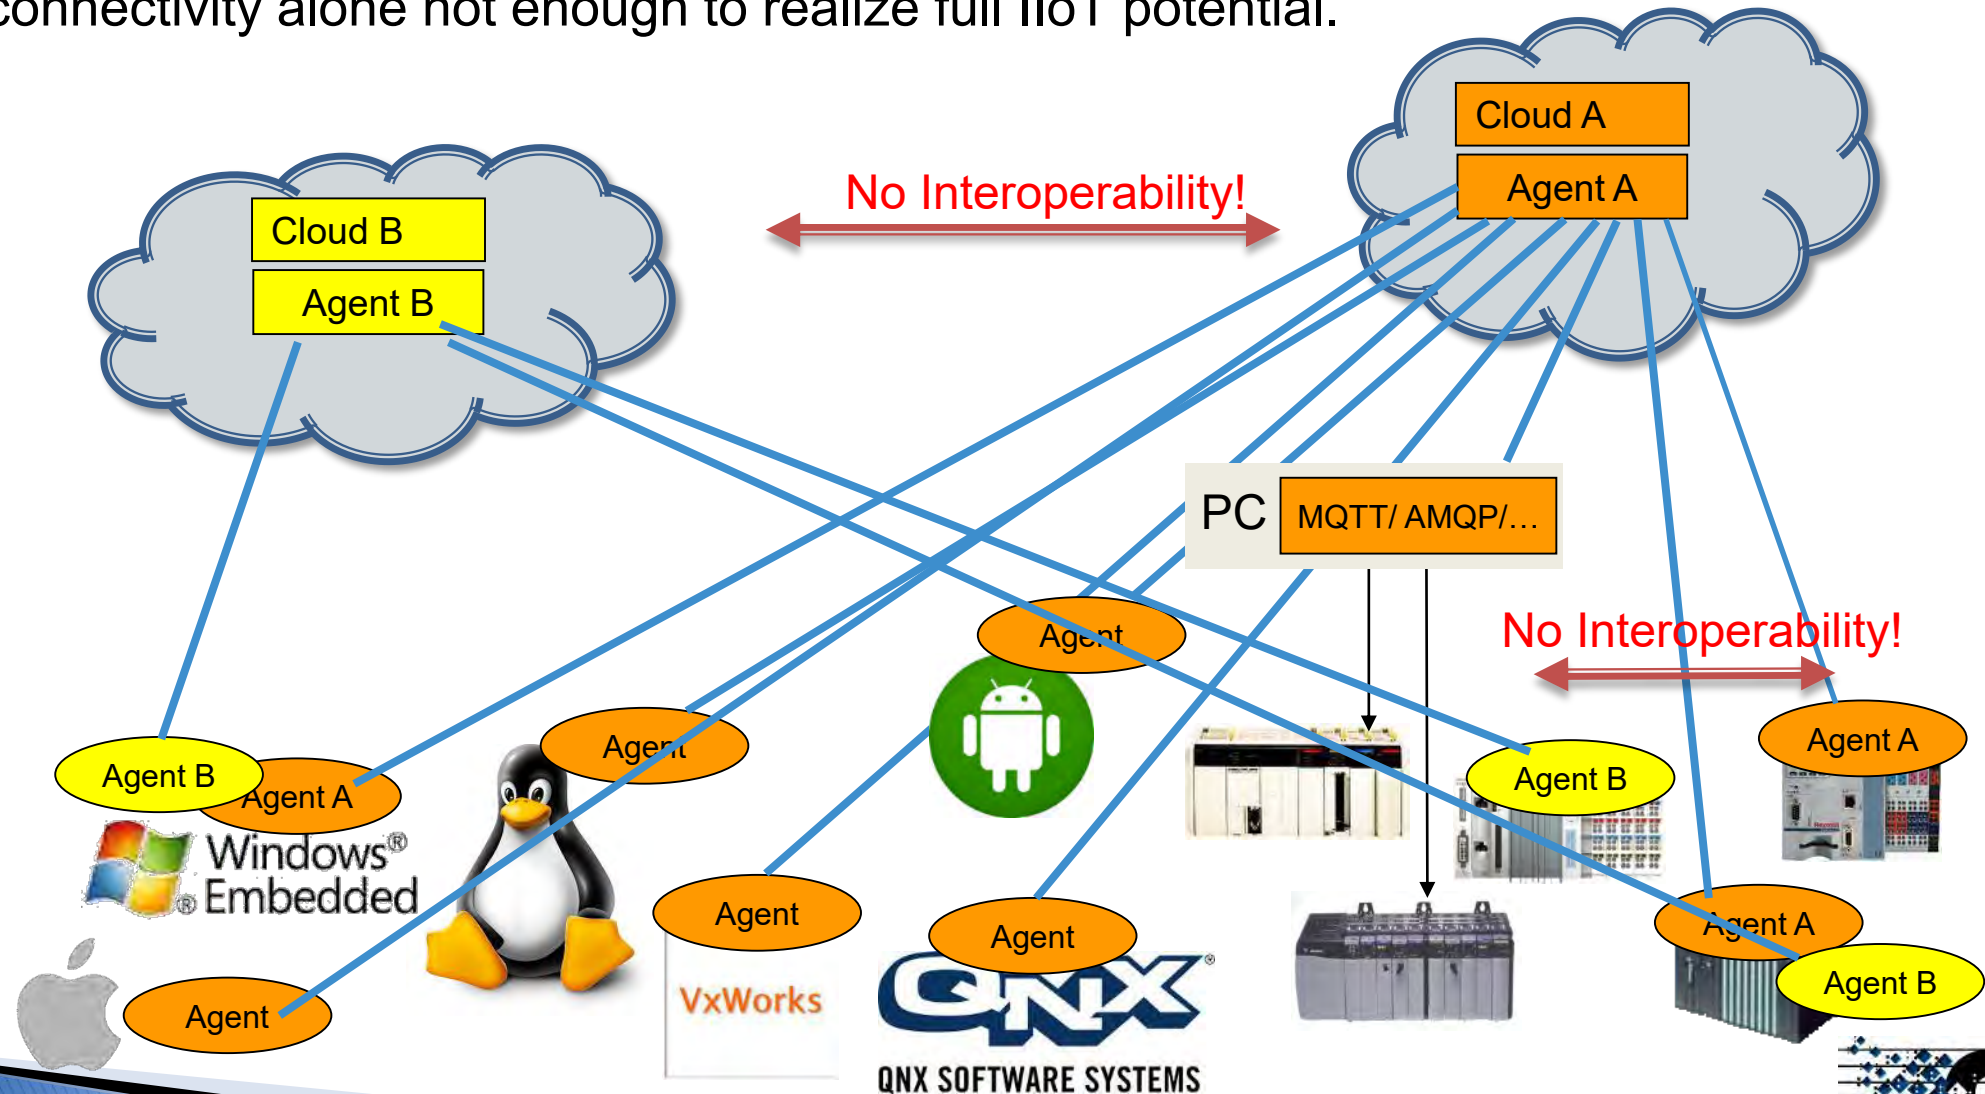 connectivity alone not enough to realize full IIoT potential.
Cloud A
Agent A
No Interoperability!
Cloud B
Agent B
PC
MQTT/ AMQP/…
No Interoperability!
Agent
Agent
Agent A
Agent B
Agent A
Agent B
Windows®
® Embedded
Agent
Agent
Agent A
Agent B
Agent
VxWorks
QNX®
QNX SOFTWARE SYSTEMS